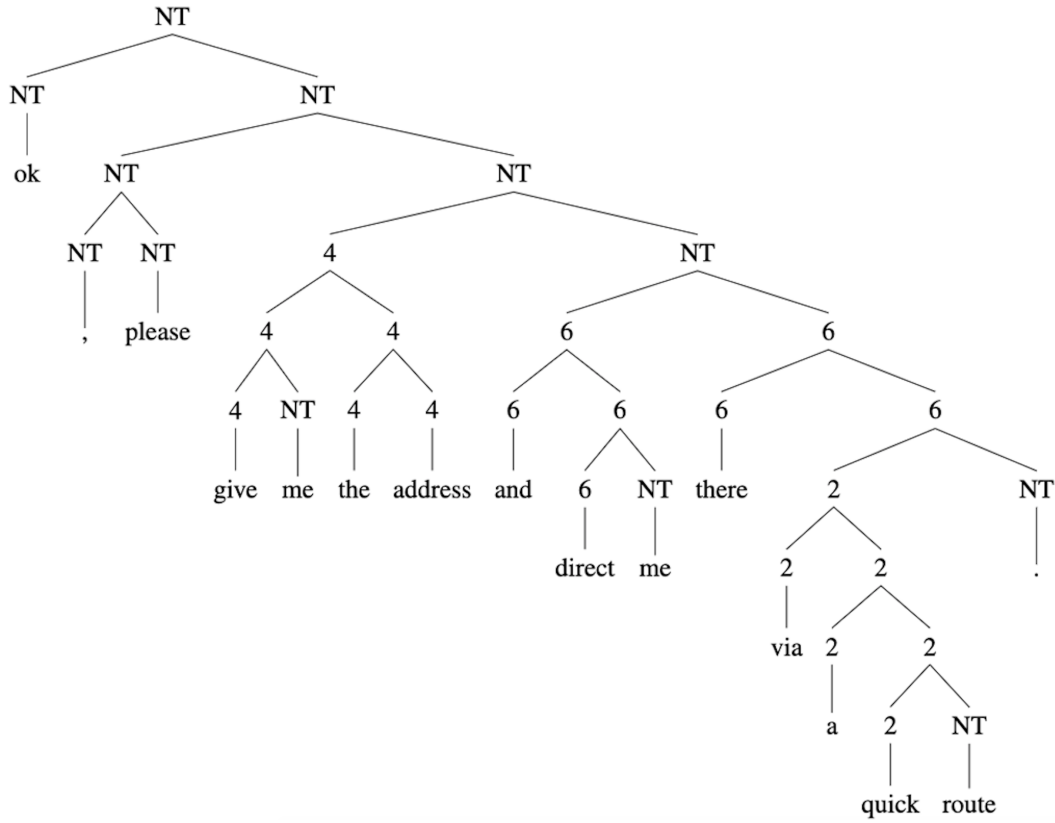 NT
NT NT
ok NT NT
NT NT 4 NT
, please 4 4 6 6
4 NT 4 4 6 6 6 6
give me the address and 6 NT there 2 NT
direct me 2 2 .
via 2 2
a 2 NT
quick route